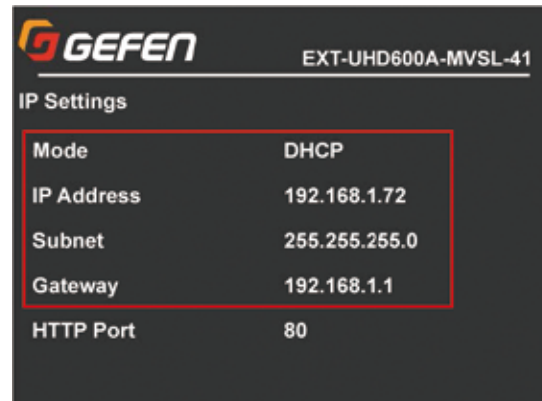 GEFEN
EXT-UHD600A-MVSL-41
IP Settings
Mode DHCP
IP Address 192.168.1.72
Subnet 255.255.255.0
Gateway 192.168.1.1
HTTP Port 80